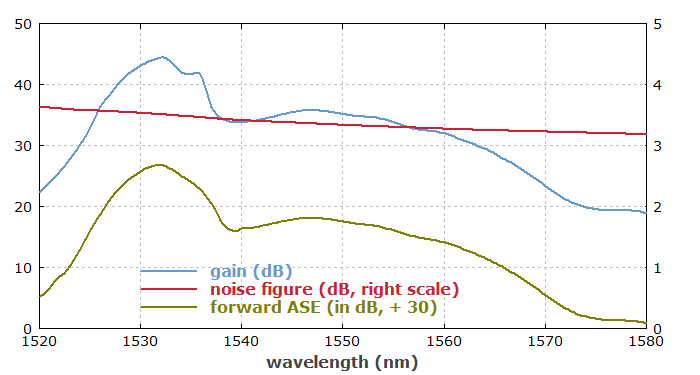 50 5
40 4
30 3
20 2
10 1
gain (dB)
noise figure (dB, right scale)
forward ASE (in dB, + 30)
0 0
1520 1530 1540 1550 1560 1570 1580
wavelength (nm)